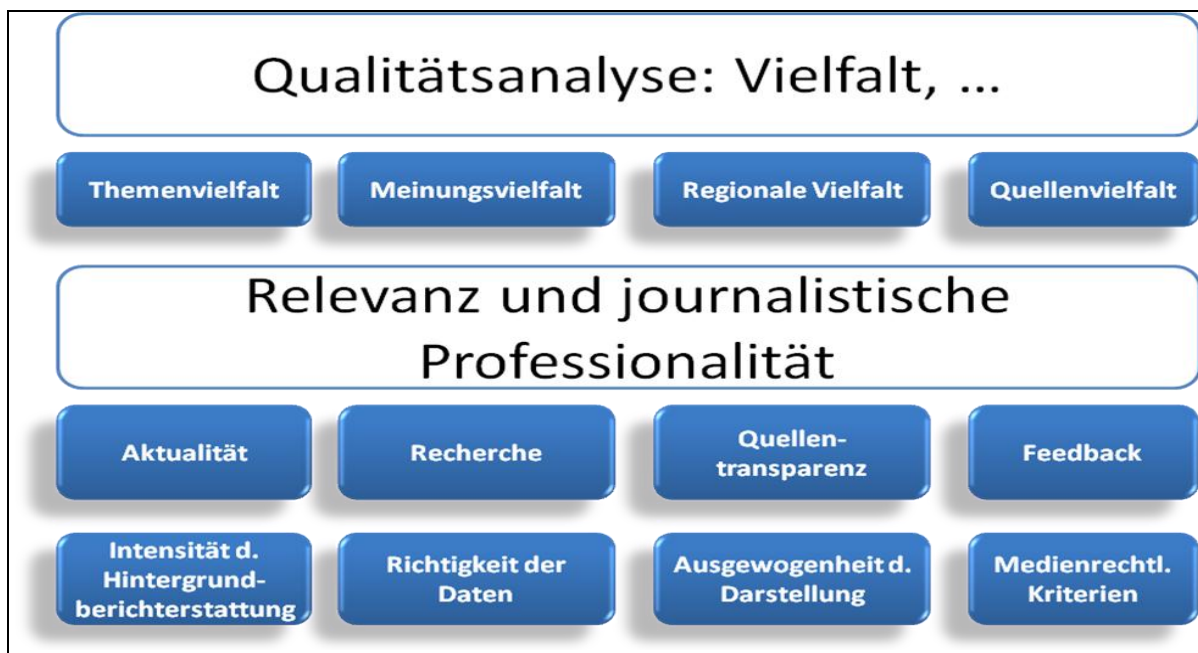 Qualitätsanalyse: Vielfalt, ...
Themenvielfalt
Meinungsvielfalt
Regionale Vielfalt
Quellenvielfalt
Relevanz und journalistische
Professionalität
Aktualität
Recherche
Quellen-
transparenz
Feedback
Intensität d.
Hintergrund-
berichterstattung
Richtigkeit der
Daten
Ausgewogenheit d.
Darstellung
Medienrechtl.
Kriterien